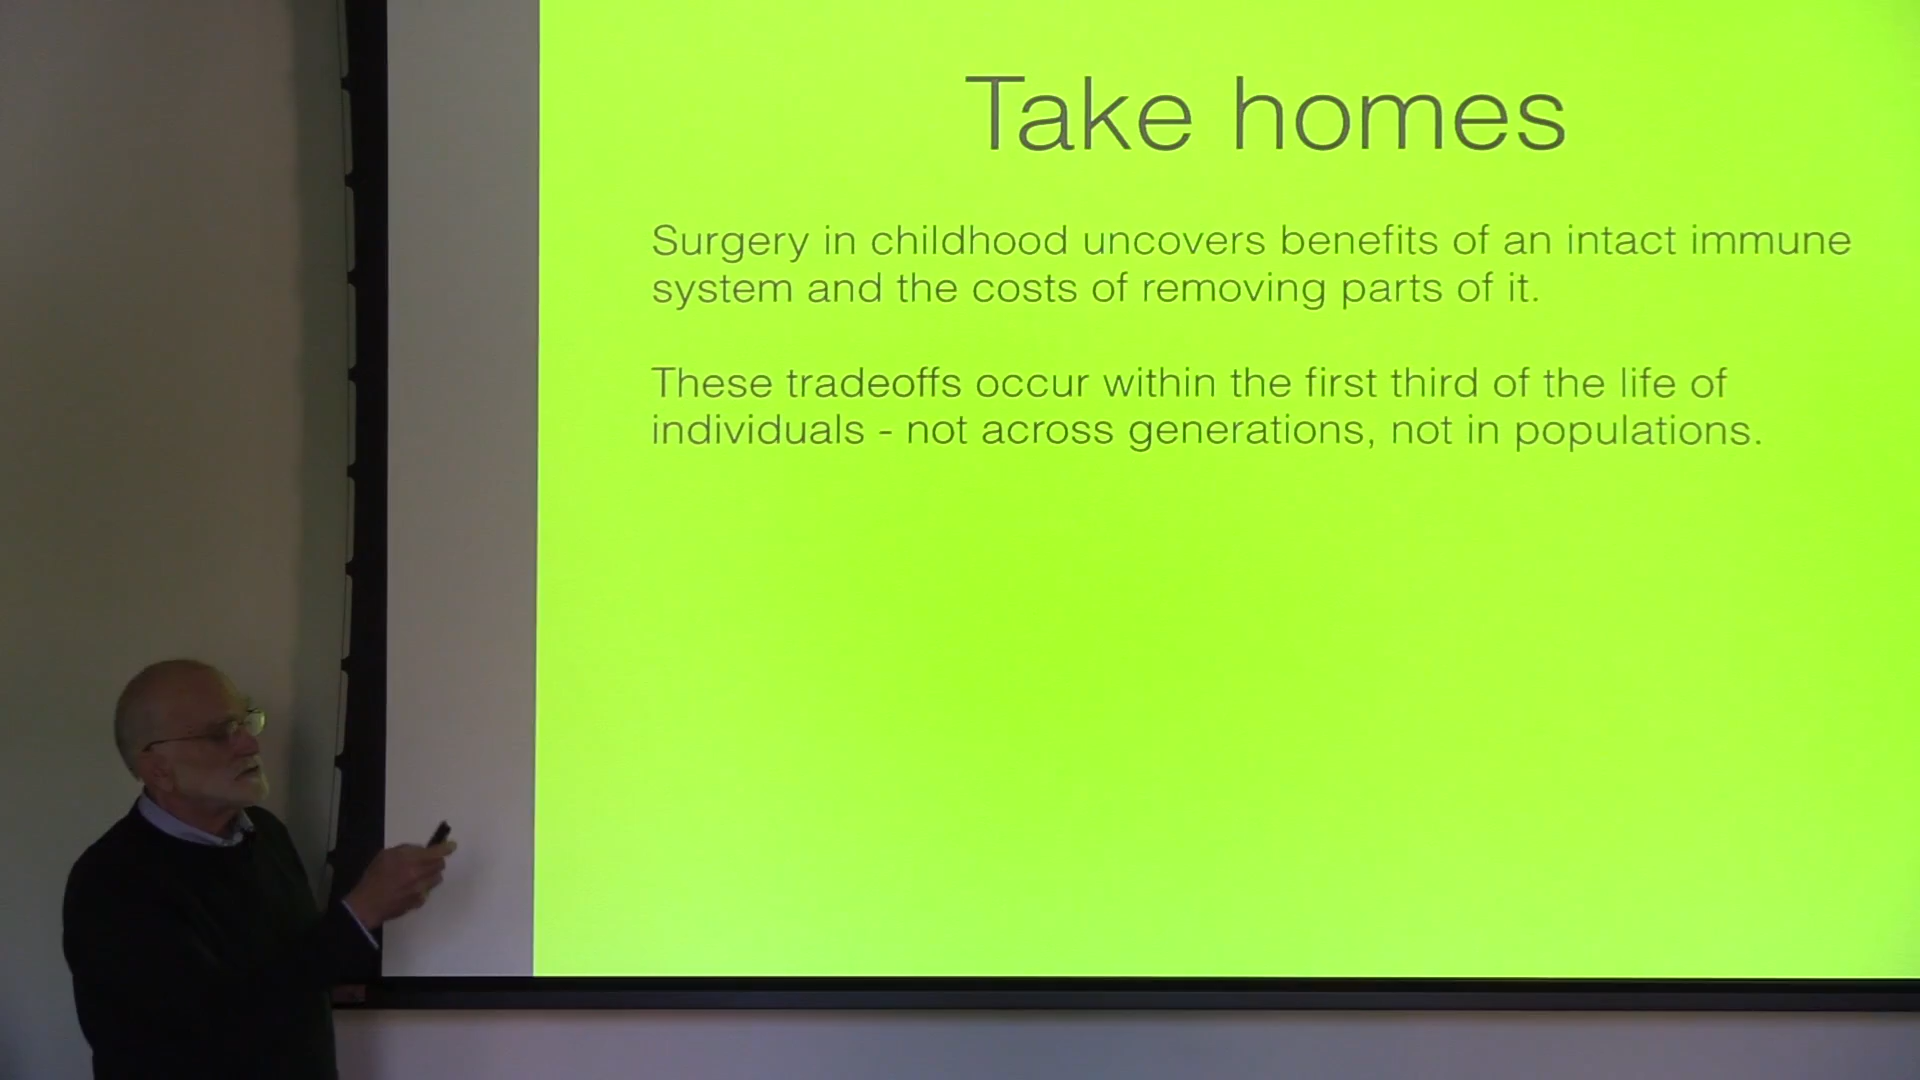 Take homes
Surgery in childhood uncovers benefits of an intact immune
system and the costs of removing parts of it.
These tradeoffs occur within the first third of the life of
individuals - not across generations, not in populations.